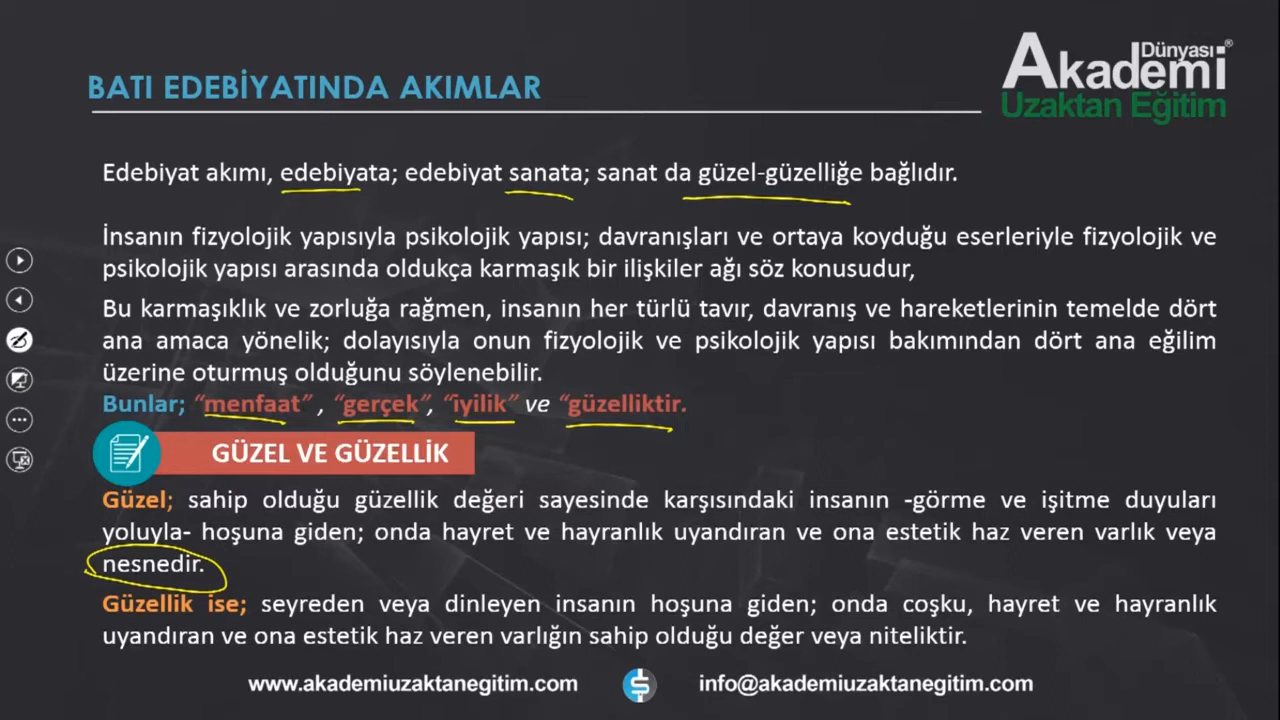 BATI EDEBİYATINDA AKIMLAR
Akademi
Dünyası®
Uzaktan Eğitim
Edebiyat akımı, edebiyata; edebiyat sanata; sanat da güzel-güzelliğe bağlıdır.
İnsanın fizyolojik yapısıyla psikolojik yapısı; davranışları ve ortaya koyduğu eserleriyle fizyolojik ve
psikolojik yapısı arasında oldukça karmaşık bir ilişkiler ağı söz konusudur,
Bu karmaşıklık ve zorluğa rağmen, insanın her türlü tavır, davranış ve hareketlerinin temelde dört
ana amaca yönelik; dolayısıyla onun fizyolojik ve psikolojik yapısı bakımından dört ana eğilim
üzerine oturmuş olduğunu söylenebilir.
Bunlar; “menfaat” , “gerçek”, “iyilik” ve “güzelliktir.
GÜZEL VE GÜZELLİK
Güzel; sahip olduğu güzellik değeri sayesinde karşısındaki insanın -görme ve işitme duyuları
yoluyla- hoşuna giden; onda hayret ve hayranlık uyandıran ve ona estetik haz veren varlık veya
nesnedir.
Güzellik ise; seyreden veya dinleyen insanın hoşuna giden; onda coşku, hayret ve hayranlık
uyandıran ve ona estetik haz veren varlığın sahip olduğu değer veya niteliktir.
www.akademiuzaktanegitim.com
info@akademiuzaktanegitim.com